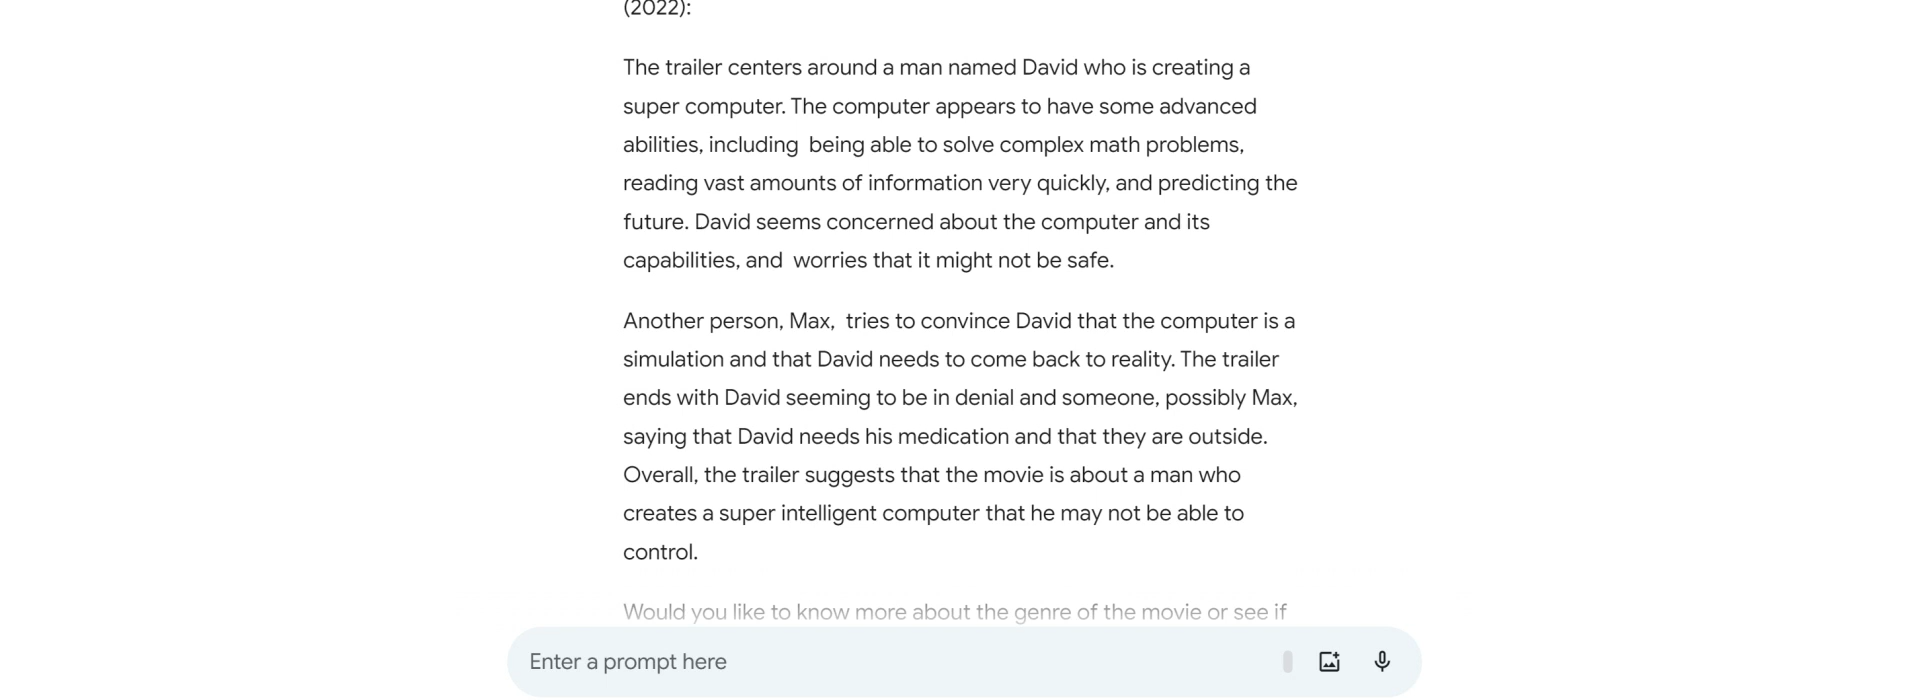 (2022):
The trailer centers around a man named David who is creating a
super computer. The computer appears to have some advanced
abilities, including  being able to solve complex math problems,
reading vast amounts of information very quickly, and predicting the
future. David seems concerned about the computer and its
capabilities, and  worries that it might not be safe.
Another person, Max,  tries to convince David that the computer is a
simulation and that David needs to come back to reality. The trailer
ends with David seeming to be in denial and someone, possibly Max,
saying that David needs his medication and that they are outside.
Overall, the trailer suggests that the movie is about a man who
creates a super intelligent computer that he may not be able to
control.
Would you like to know more about the genre of the movie or see if
Enter a prompt here